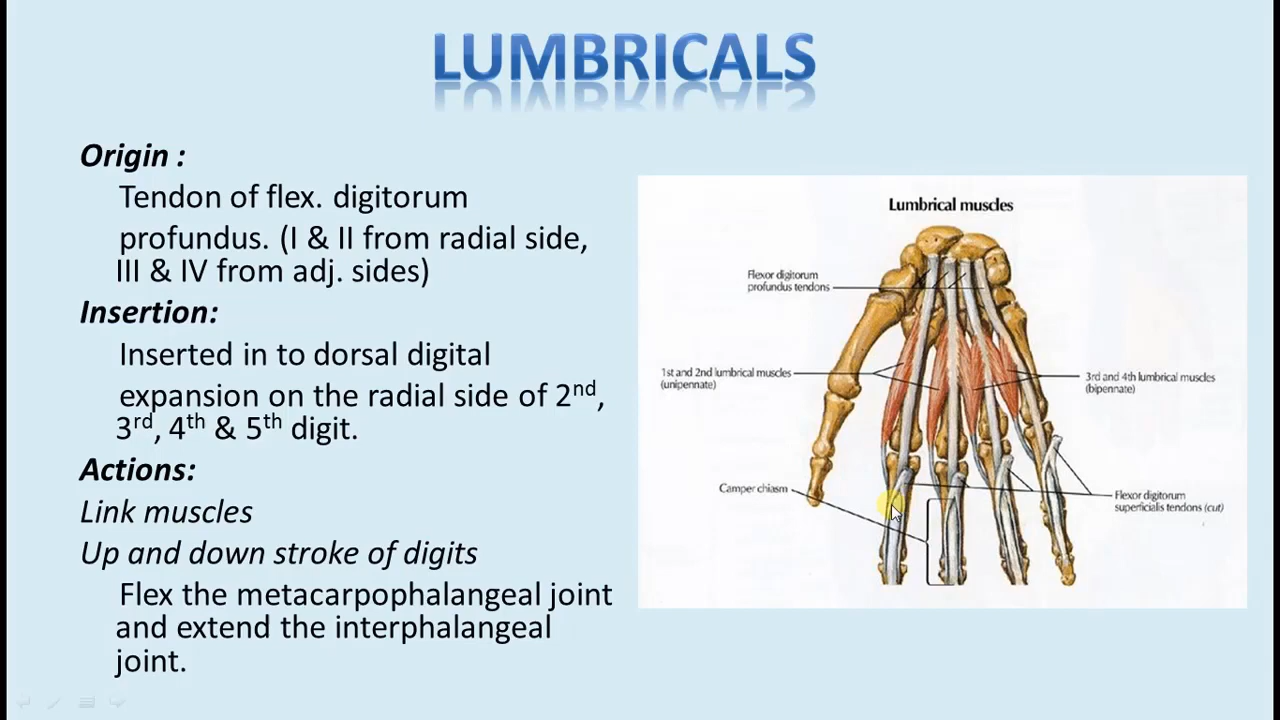 LUMBRICALS
Origin :
Tendon of flex. digitorum
profundus. (I & II from radial side,
III & IV from adj. sides)
Insertion:
Inserted in to dorsal digital
expansion on the radial side of 2nd,
3rd, 4th & 5th digit.
Actions:
Link muscles
Up and down stroke of digits
Flex the metacarpophalangeal joint
and extend the interphalangeal
joint.
Lumbrical muscles
Flexor digitorum
profundus tendons
1st and 2nd lumbrical muscles
(unipennate)
3rd and 4th lumbrical muscles
(bipennate)
Camper chiasm
Flexor digitorum
superficialis tendons (cut)